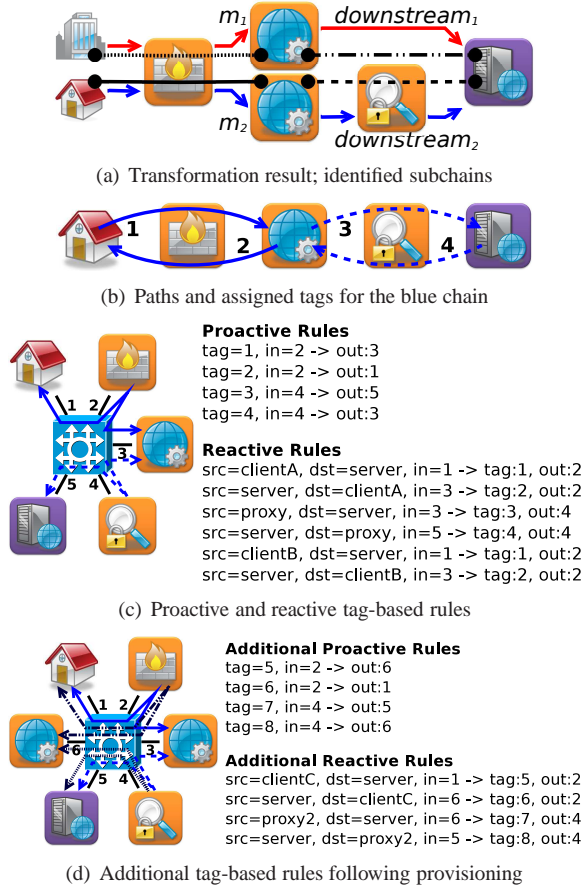 m1 downstream1
m2 downstream2
(a) Transformation result; identified subchains
1 2 3 4
(b) Paths and assigned tags for the blue chain
1 2
3
5 4
Proactive Rules
tag=1, in=2 -> out:3
tag=2, in=2 -> out:1
tag=3, in=4 -> out:5
tag=4, in=4 -> out:3
Reactive Rules
src=clientA, dst=server, in=1 -> tag:1, out:2
src=server, dst=clientA, in=3 -> tag:2, out:2
src=proxy, dst=server, in=3 -> tag:3, out:4
src=server, dst=proxy, in=5 -> tag:4, out:4
src=clientB, dst=server, in=1 -> tag:1, out:2
src=server, dst=clientB, in=3 -> tag:2, out:2
(c) Proactive and reactive tag-based rules
1 2
6 3
5 4
Additional Proactive Rules
tag=5, in=2 -> out:6
tag=6, in=2 -> out:1
tag=7, in=4 -> out:5
tag=8, in=4 -> out:6
Additional Reactive Rules
src=clientC, dst=server, in=1 -> tag:5, out:2
src=server, dst=clientC, in=6 -> tag:6, out:2
src=proxy2, dst=server, in=6 -> tag:7, out:4
src=server, dst=proxy2, in=5 -> tag:8, out:4
(d) Additional tag-based rules following provisioning